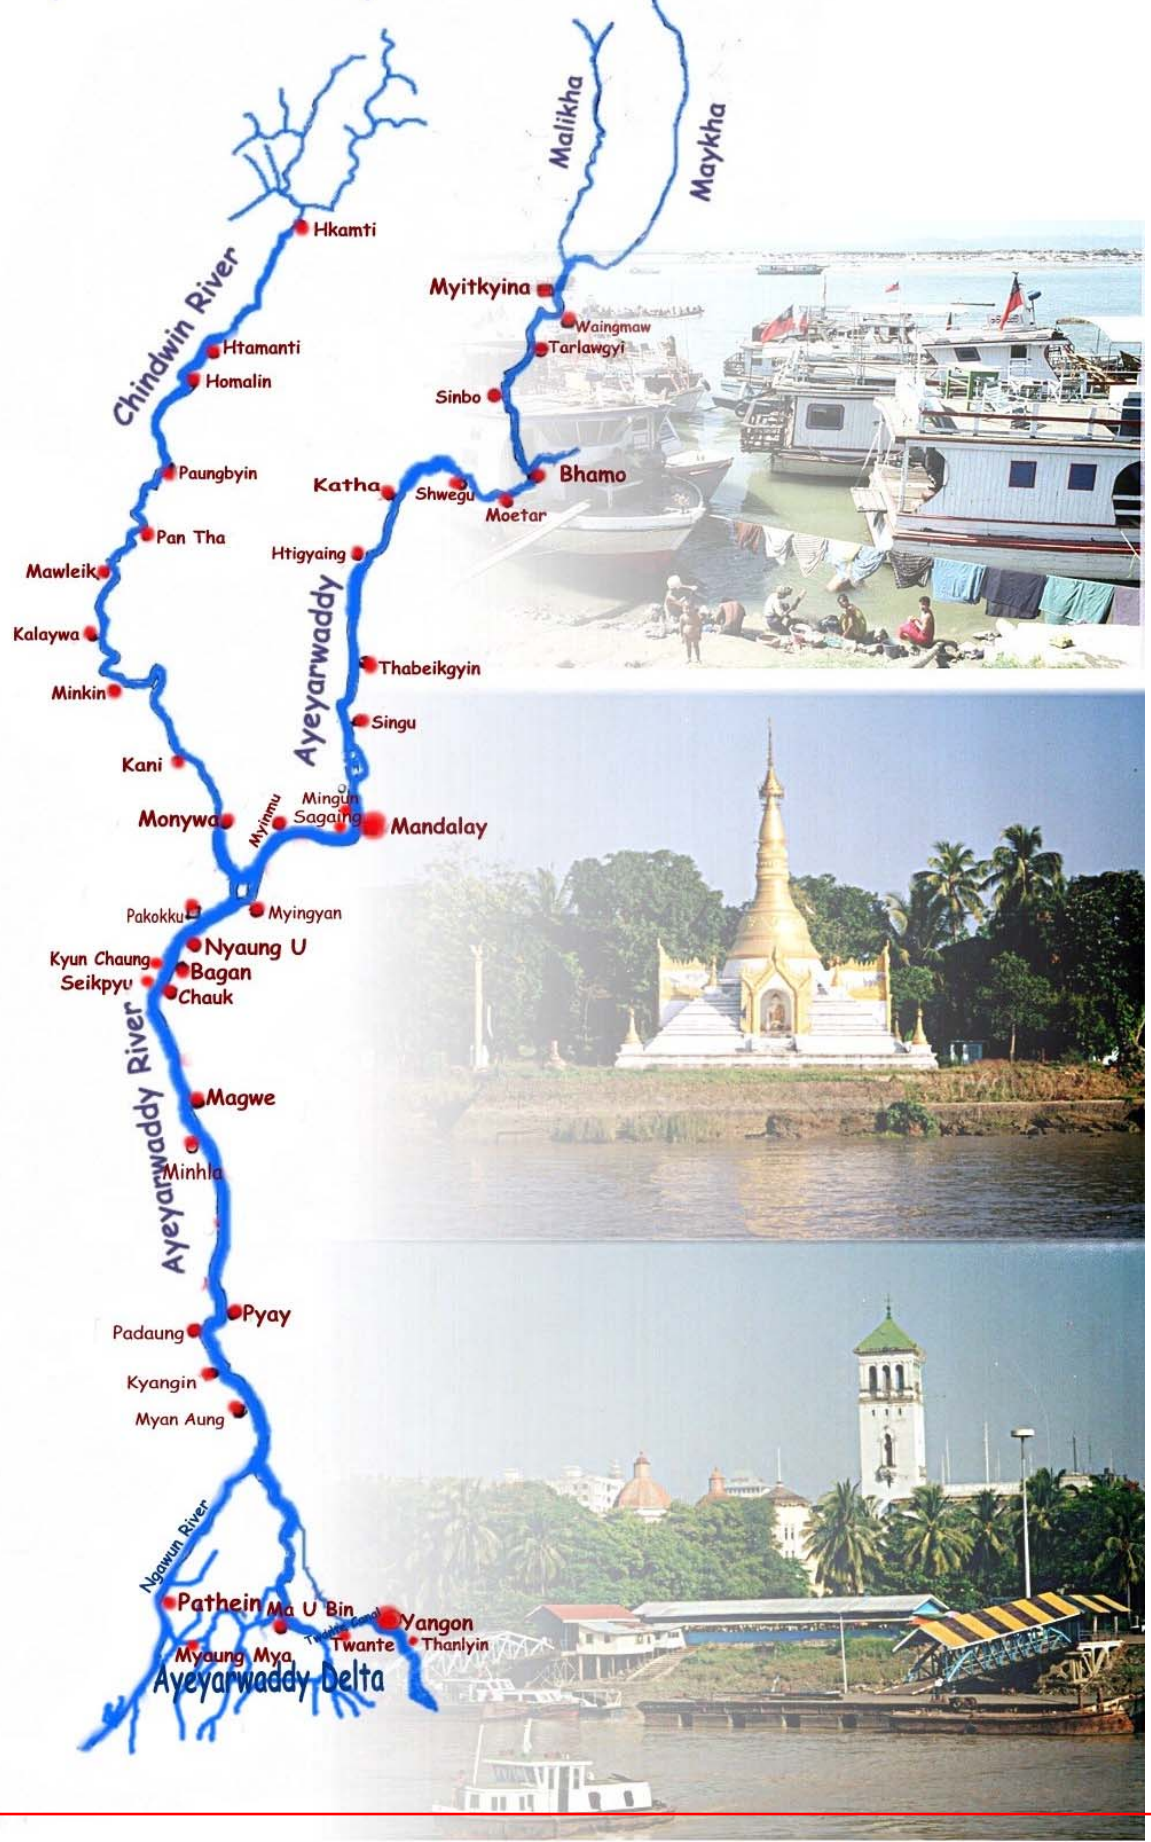 Malikha
Maykha
Hkamti
Chindwin River
Myitkyina
Waingmaw
Htamanti
Tarlawgyi
Homalin
Sinbo
Paungbyin
Bhamo
Katha
Shwegu
Moetar
Pan Tha
Htigyaing
Mawleik
Ayeyarwaddy
Kalaywa
Thabeikgyin
Minkin
Singu
Kani
Mingun
Monywa
Myinmu
Sagaing
Mandalay
Pakokku
Myingyan
Nyaung U
Kyun Chaung
Bagan
Seikpyu
Chauk
Ayeyarwaddy River
Magwe
Minhla
Pyay
Padaung
Kyangin
Myan Aung
Ngawun River
Pathein
Ma U Bin
Twante Canal
Yangon
Twante
Thanlyin
Myaung Mya
Ayeyarwaddy Delta